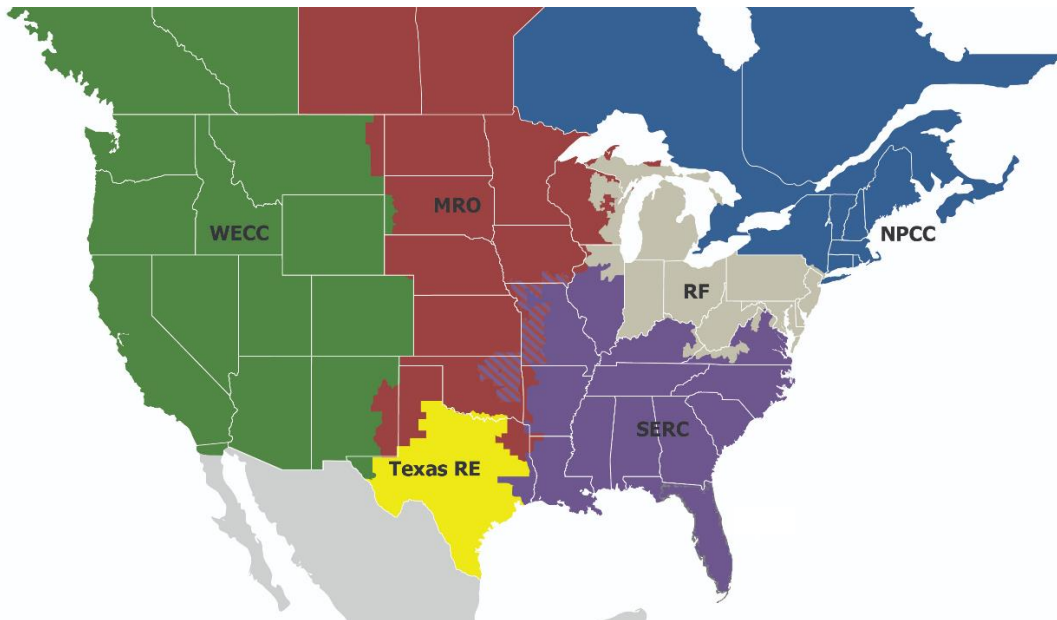 MRO
WECC
NPCC
RF
SERC
Texas RE